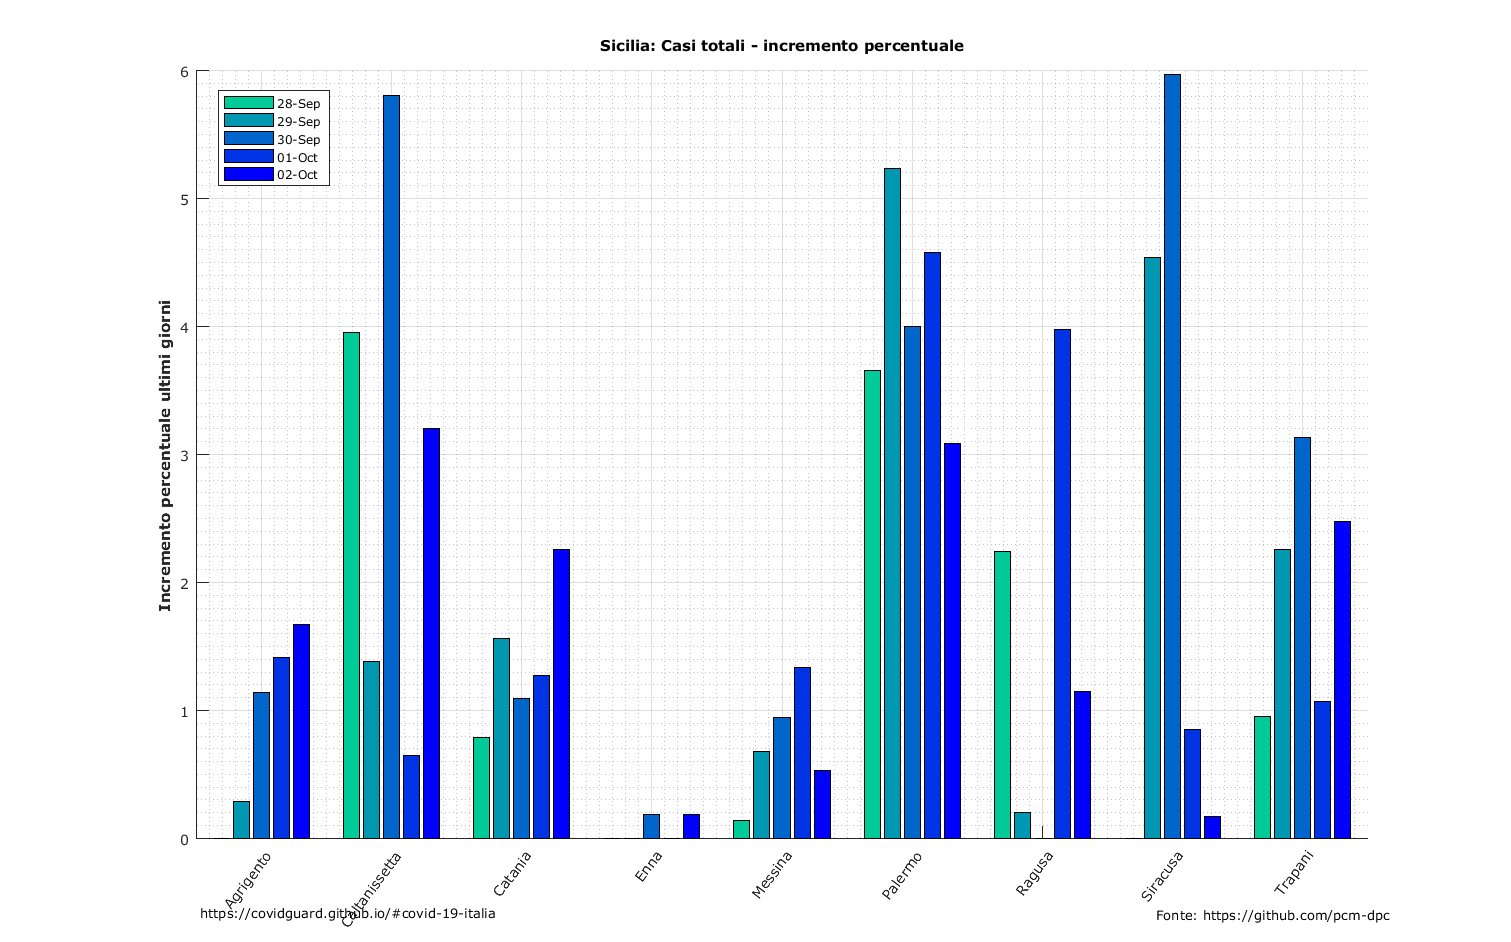 Sicilia: Casi totali - incremento percentuale
28-Sep
29-Sep
30-Sep
01-Oct
02-Oct
Incremento percentuale ultimi giorni
6
5
4
3
2
1
0
Agrigento
Caltanissetta
Catania
Enna
Messina
Palermo
Ragusa
Siracusa
Trapani
https://covidguard.github.io/#covid-19-italia
Fonte: https://github.com/pcm-dpc